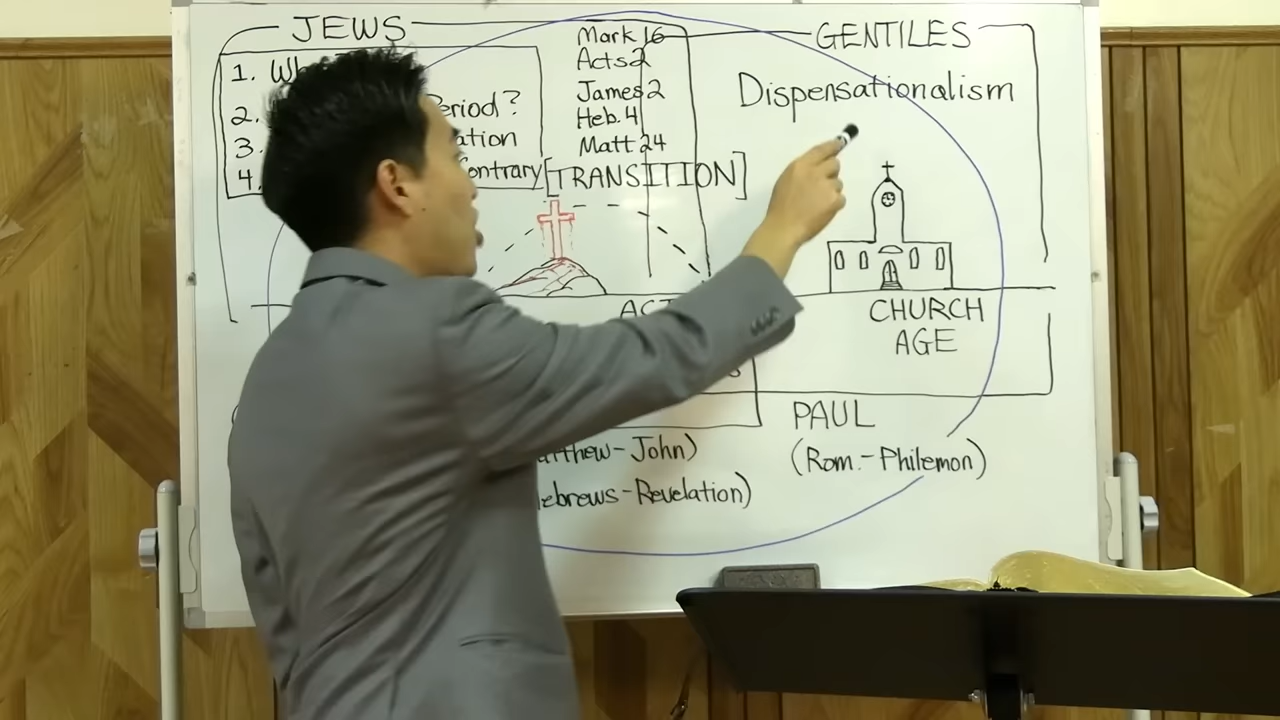 JEWS
1. Wh
2. Period?
3. ation
4. Contrary
Mark 16
Acts 2
James 2
Heb. 4
Matt. 24
[TRANSITION]
GENTILES
Dispensationalism
CHURCH
AGE
PAUL
(Rom.-Philemon)
atthew-John)
ebrews-Revelation)